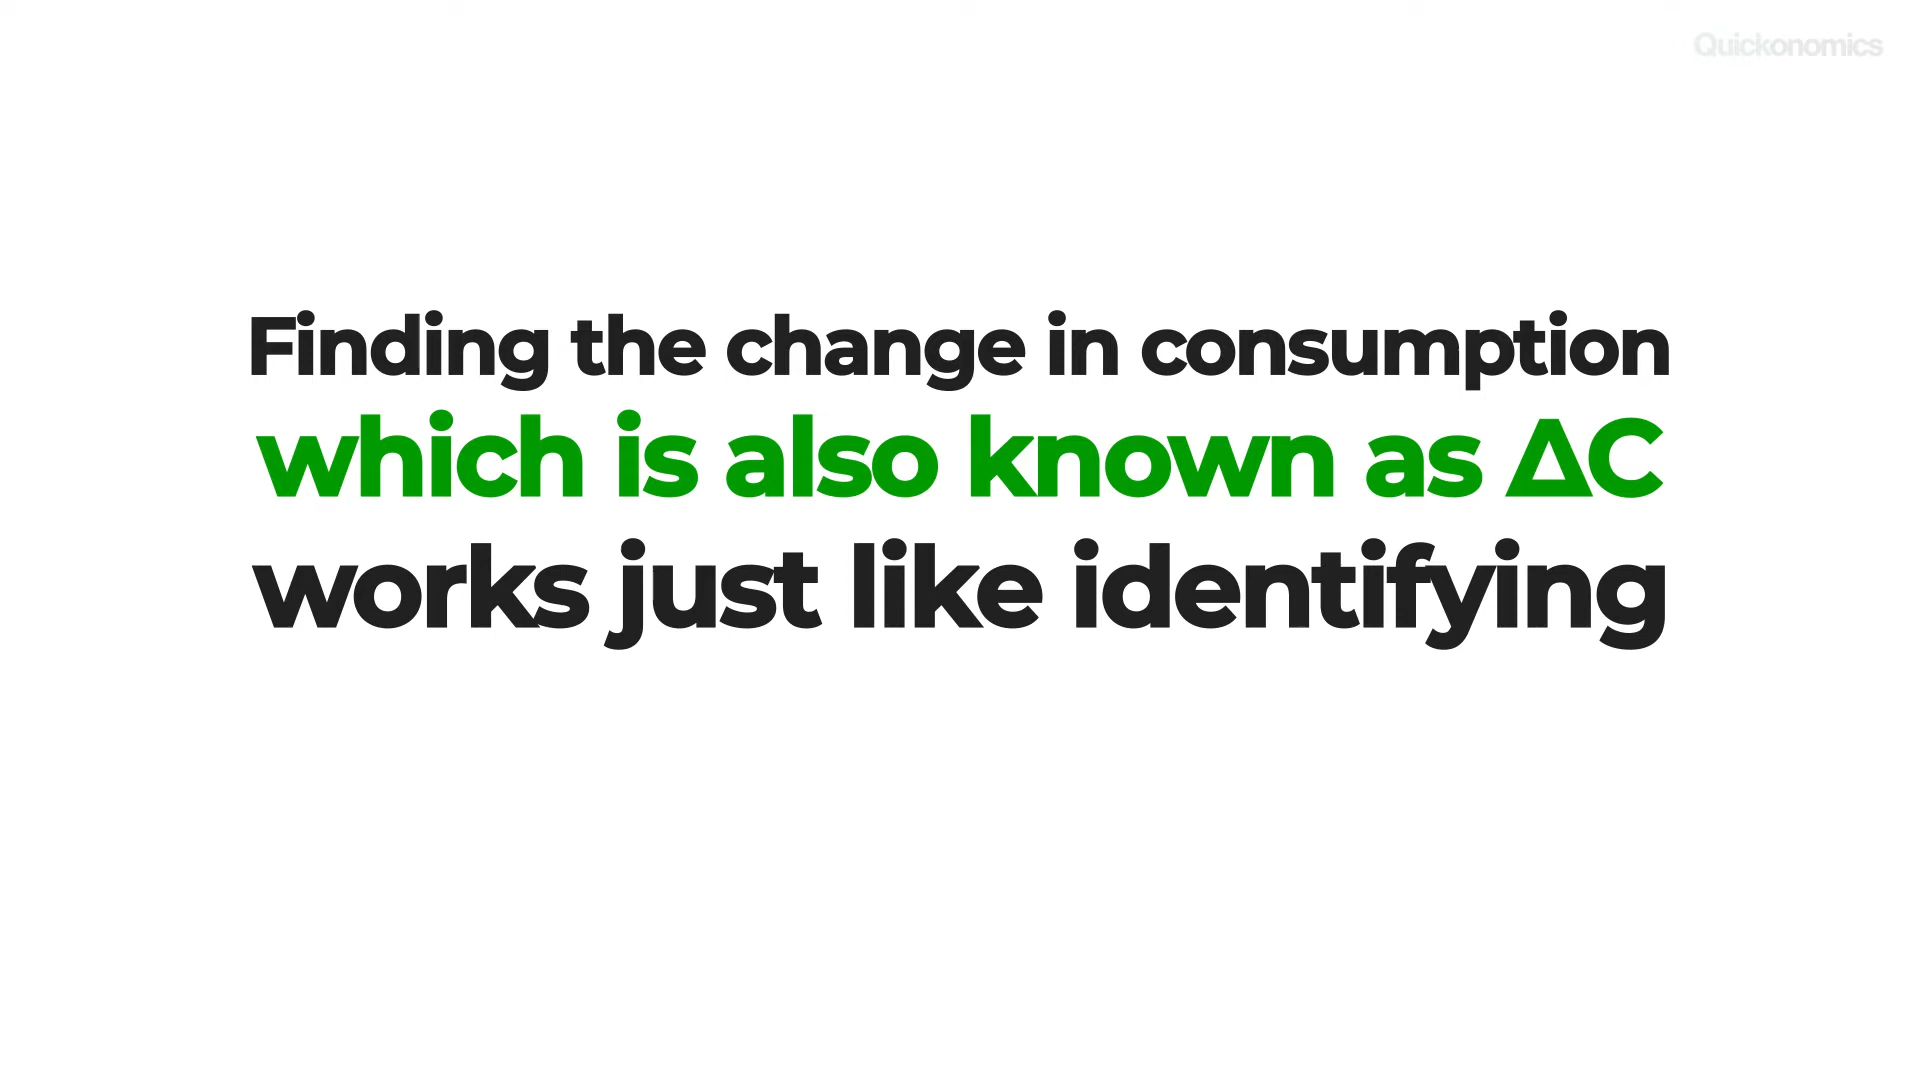 Quickonomics
Finding the change in consumption
which is also known as ΔC
works just like identifying